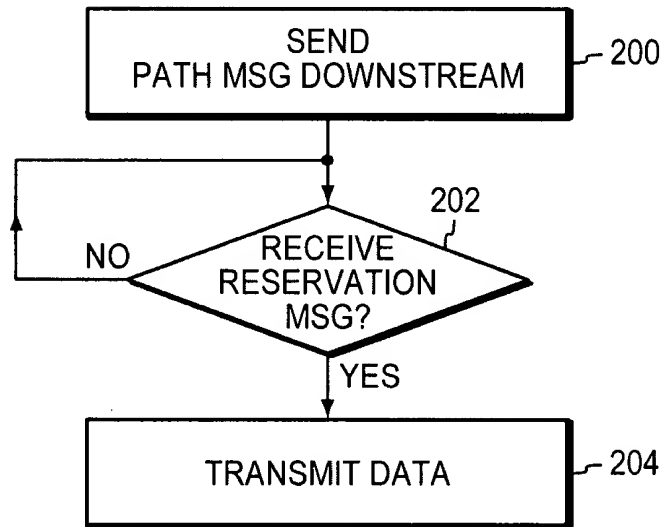 SEND
PATH MSG DOWNSTREAM
200
202
RECEIVE
RESERVATION
MSG?
NO
YES
TRANSMIT DATA
204